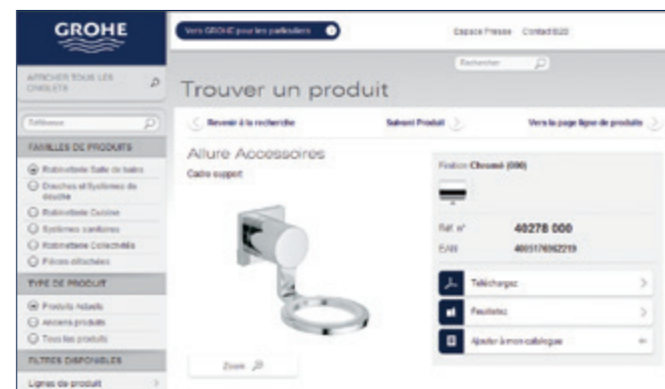 GROHE
Vers GROHE pour les particuliers
Espace Presse
Contact B2B
AFFICHER TOUS LES
ONGLETS
Rechercher
Trouver un produit
Référence
Revenir à la recherche
Suivant Produit
Vers la page ligne de produits
FAMILLES DE PRODUITS
Robinetterie Salle de bains
Douches et Systèmes de
douche
Robinetterie Cuisine
Systèmes sanitaires
Robinetterie Collectivités
Pièces détachées
TYPE DE PRODUIT
Produits Actuels
Anciens produits
Tous les produits
FILTRES DISPONIBLES
Lignes de produit
Allure Accessoires
Cadre support
Zoom
Finition Chromé (000)
Réf. n° 40278 000
EAN
Téléchargez
Feuilletez
Ajouter à mon catalogue